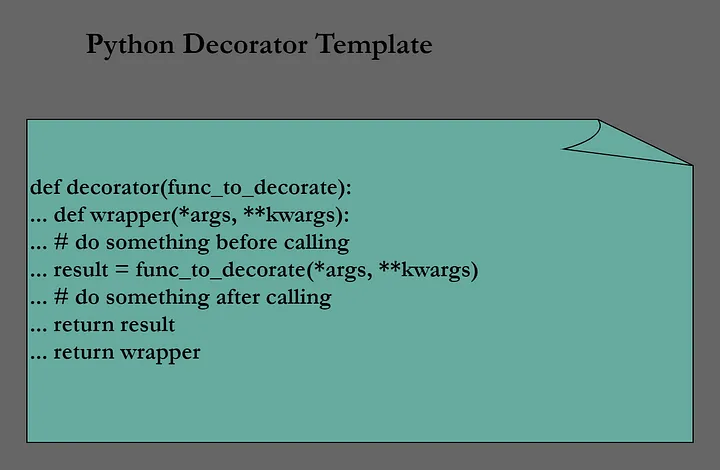 Python Decorator Template
def decorator(func_to_decorate):
... def wrapper(*args, **kwargs):
... # do something before calling
... result = func_to_decorate(*args, **kwargs)
... # do something after calling
... return result
... return wrapper